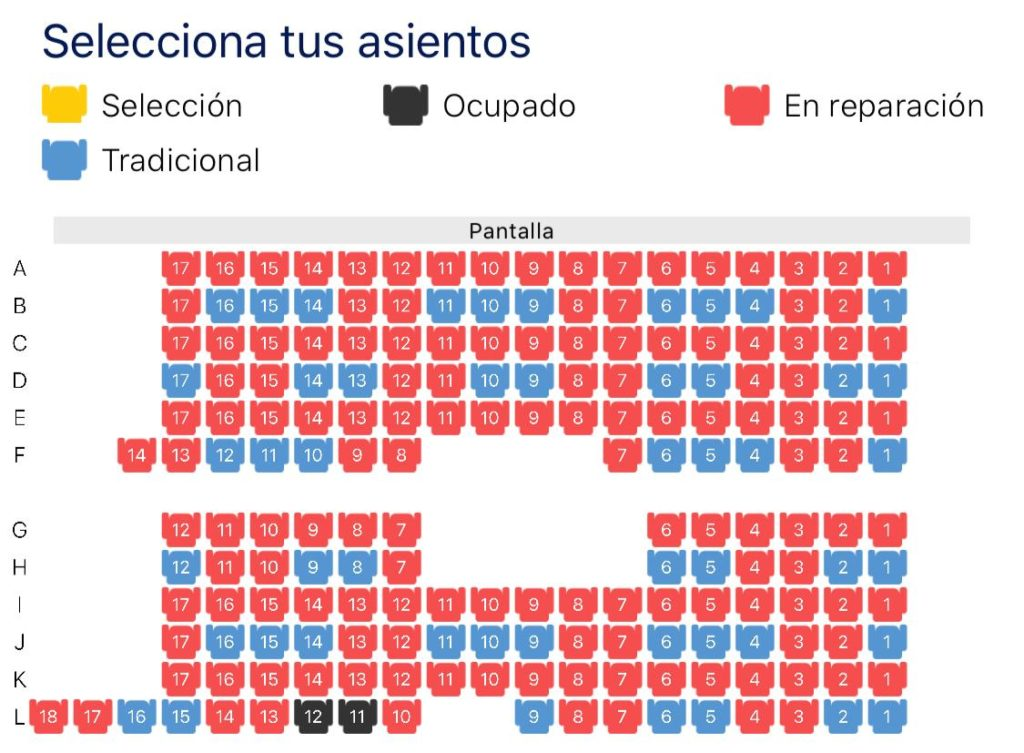 Selecciona tus asientos
Selección Ocupado En reparación
Tradicional
Pantalla
A 17 16 15 14 13 12 11 10 9 8 7 6 5 4 3 2 1
B 17 16 15 14 13 12 11 10 9 8 7 6 5 4 3 2 1
C 17 16 15 14 13 12 11 10 9 8 7 6 5 4 3 2 1
D 17 16 15 14 13 12 11 10 9 8 7 6 5 4 3 2 1
E 17 16 15 14 13 12 11 10 9 8 7 6 5 4 3 2 1
F 14 13 12 11 10 9 8 7 6 5 4 3 2 1
G 12 11 10 9 8 7 6 5 4 3 2 1
H 12 11 10 9 8 7 6 5 4 3 2 1
I 17 16 15 14 13 12 11 10 9 8 7 6 5 4 3 2 1
J 17 16 15 14 13 12 11 10 9 8 7 6 5 4 3 2 1
K 17 16 15 14 13 12 11 10 9 8 7 6 5 4 3 2 1
L 18 17 16 15 14 13 12 11 10 9 8 7 6 5 4 3 2 1